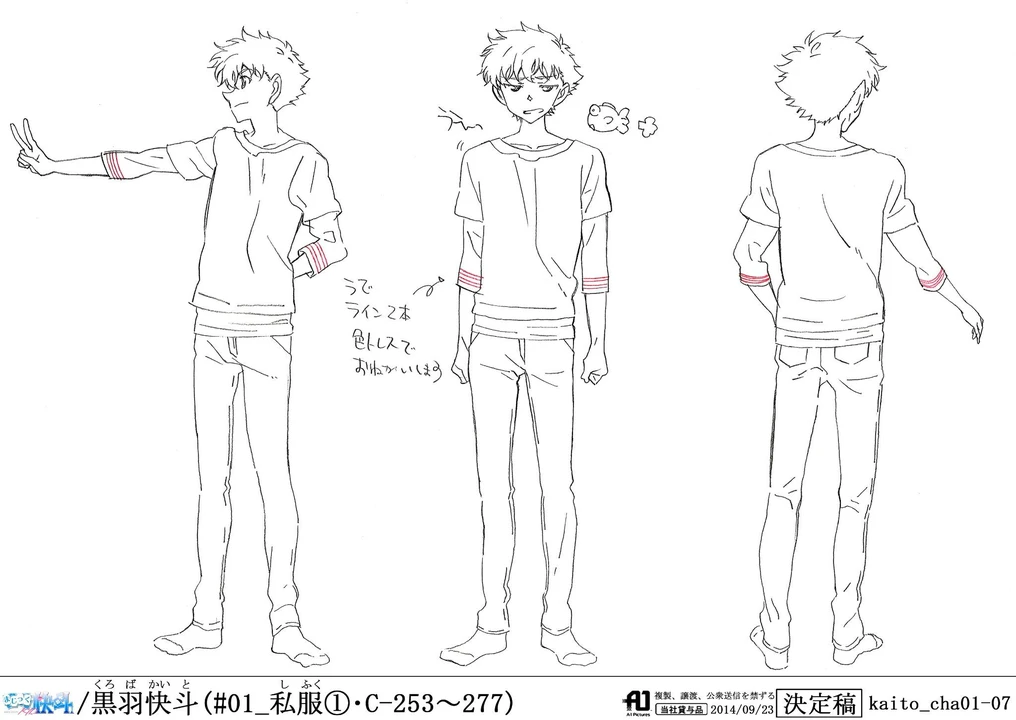 うで
ライン2本
色トレスで
おねがいします
くろ ば かい と し ふく
/黒羽快斗(#01_私服①・C-253〜277)
A1 Pictures
複製、譲渡、公衆送信を禁ずる
当社貸与品 2014/09/23
決定稿
kaito_cha01-07